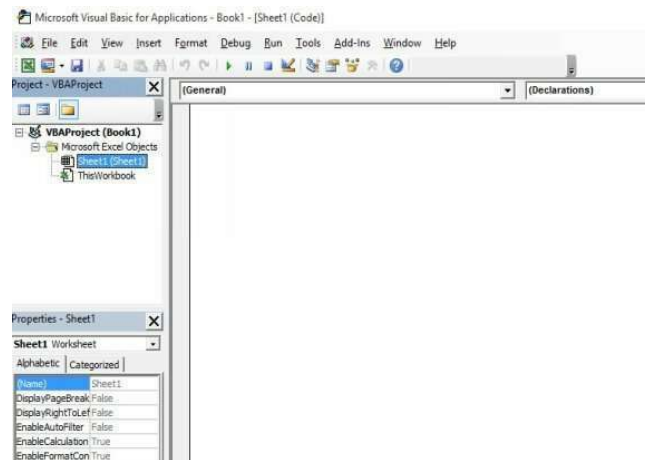 Microsoft Visual Basic for Applications - Book1 - [Sheet1 (Code)]
File Edit View Insert Format Debug Run Tools Add-Ins Window Help
Project - VBAProject
(General)
(Declarations)
VBAProject (Book1)
Microsoft Excel Objects
Sheet1 (Sheet1)
ThisWorkbook
Properties - Sheet1
Sheet1 Worksheet
Alphabetic Categorized
(Name) Sheet1
DisplayPageBreak False
DisplayRightToLef False
EnableAutoFilter False
EnableCalculation True
EnableFormatCon True